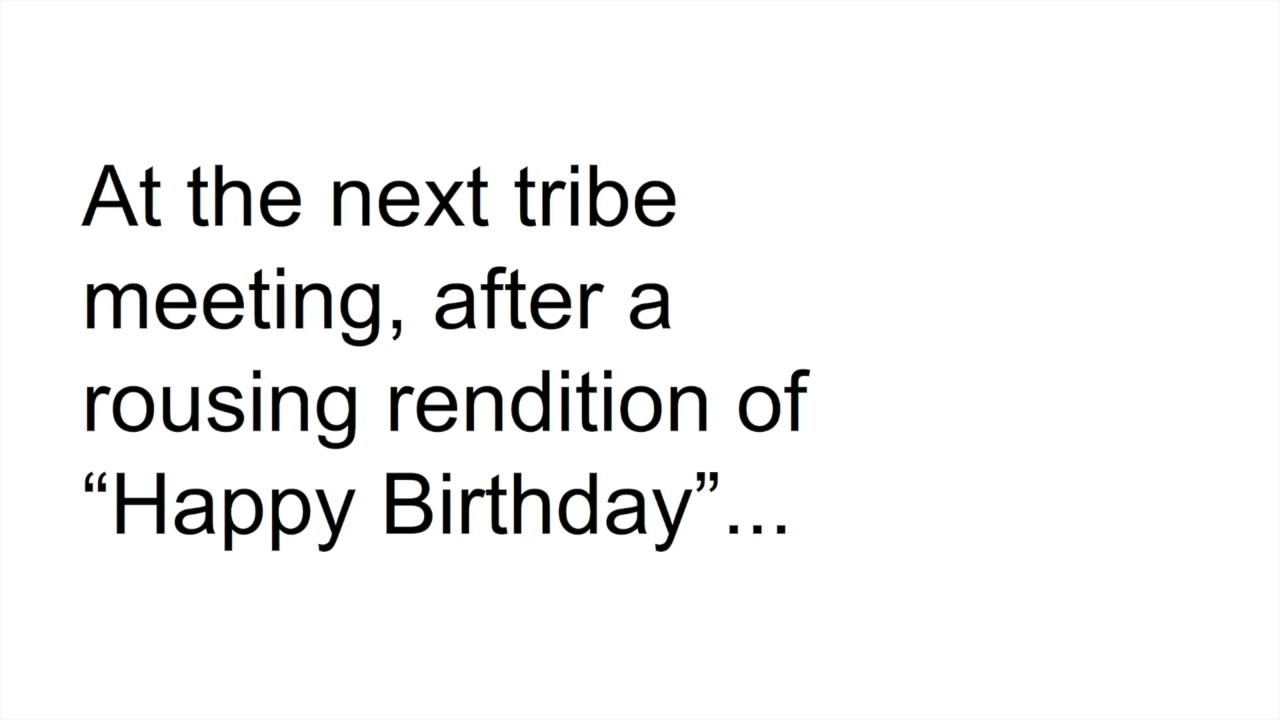 At the next tribe
meeting, after a
rousing rendition of
“Happy Birthday”...